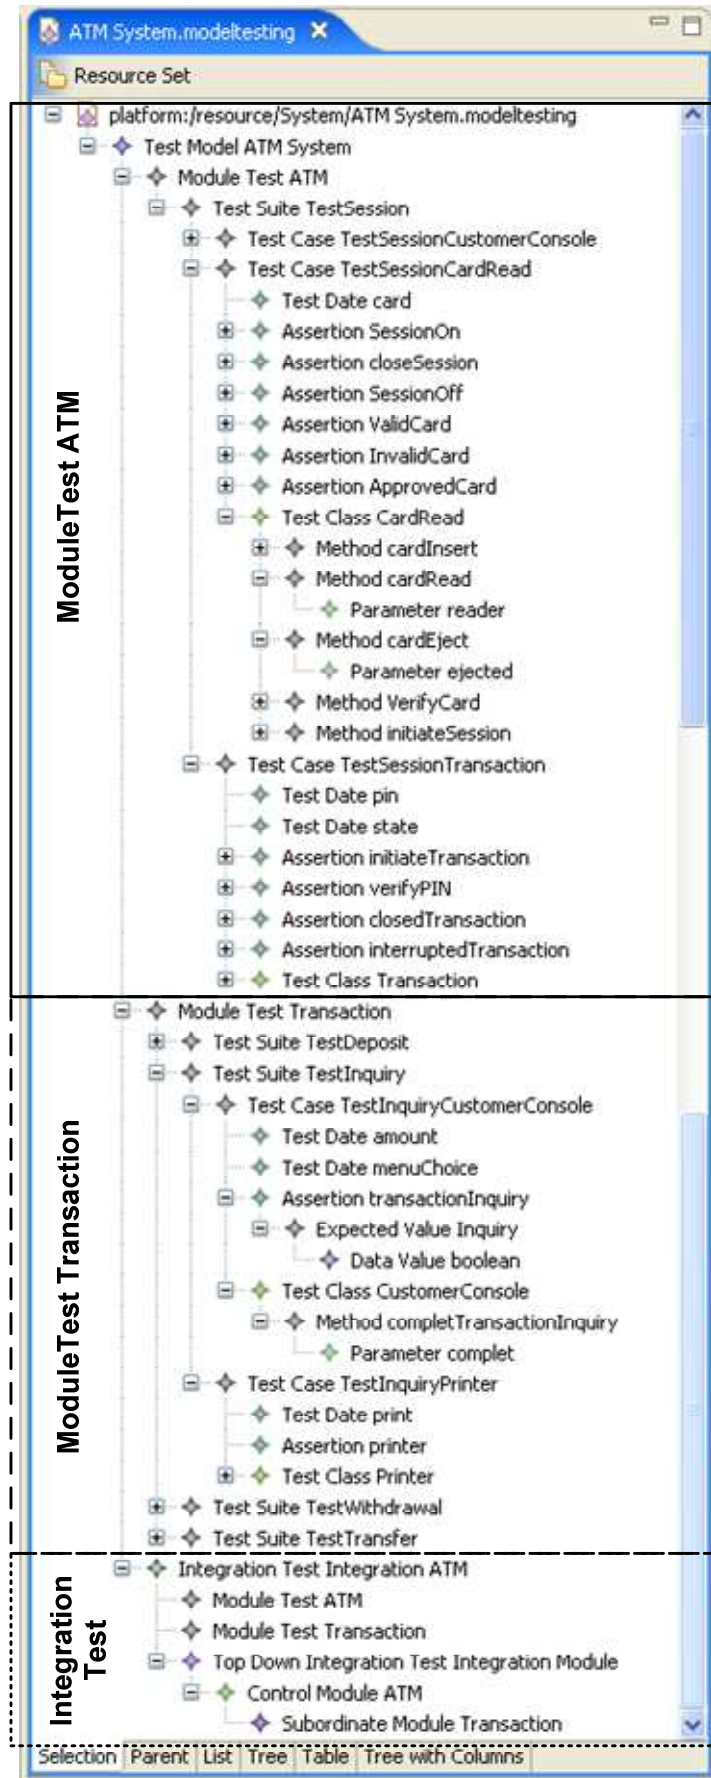 ATM System.modeltesting
Resource Set
platform:/resource/System/ATM System.modeltesting
Test Model ATM System
Module Test ATM
Test Suite TestSession
Test Case TestSessionCustomerConsole
Test Case TestSessionCardRead
Test Date card
Assertion SessionOn
Assertion closeSession
Assertion SessionOff
Assertion ValidCard
Assertion InvalidCard
Assertion ApprovedCard
Test Class CardRead
Method cardInsert
Method cardRead
Parameter reader
Method cardEject
Parameter ejected
Method VerifyCard
Method initiateSession
Test Case TestSessionTransaction
Test Date pin
Test Date state
Assertion initiateTransaction
Assertion verifyPIN
Assertion closedTransaction
Assertion interruptedTransaction
Test Class Transaction
ModuleTest ATM
Module Test Transaction
Test Suite TestDeposit
Test Suite TestInquiry
Test Case TestInquiryCustomerConsole
Test Date amount
Test Date menuChoice
Assertion transactionInquiry
Expected Value Inquiry
Data Value boolean
Test Class CustomerConsole
Method completTransactionInquiry
Parameter complet
Test Case TestInquiryPrinter
Test Date print
Assertion printer
Test Class Printer
Test Suite TestWithdrawal
Test Suite TestTransfer
ModuleTest Transaction
Integration Test Integration ATM
Module Test ATM
Module Test Transaction
Top Down Integration Test Integration Module
Control Module ATM
Subordinate Module Transaction
Integration
Test
Selection Parent List Tree Table Tree with Columns